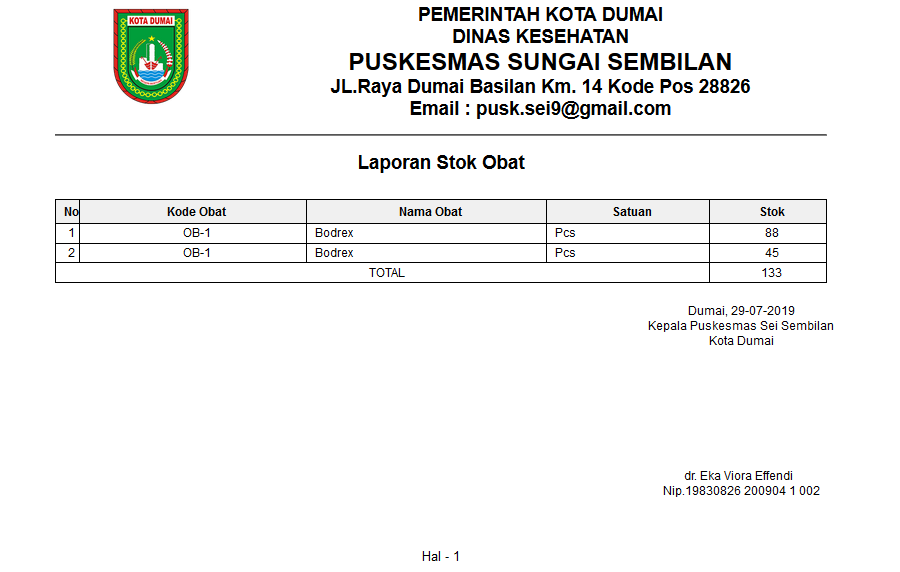 KOTA DUMAI
PEMERINTAH KOTA DUMAI
DINAS KESEHATAN
PUSKESMAS SUNGAI SEMBILAN
JL.Raya Dumai Basilan Km. 14 Kode Pos 28826
Email : pusk.sei9@gmail.com
Laporan Stok Obat
No Kode Obat Nama Obat Satuan Stok
1 OB-1 Bodrex Pcs 88
2 OB-1 Bodrex Pcs 45
TOTAL 133
Dumai, 29-07-2019
Kepala Puskesmas Sei Sembilan
Kota Dumai
dr. Eka Viora Effendi
Nip.19830826 200904 1 002
Hal - 1